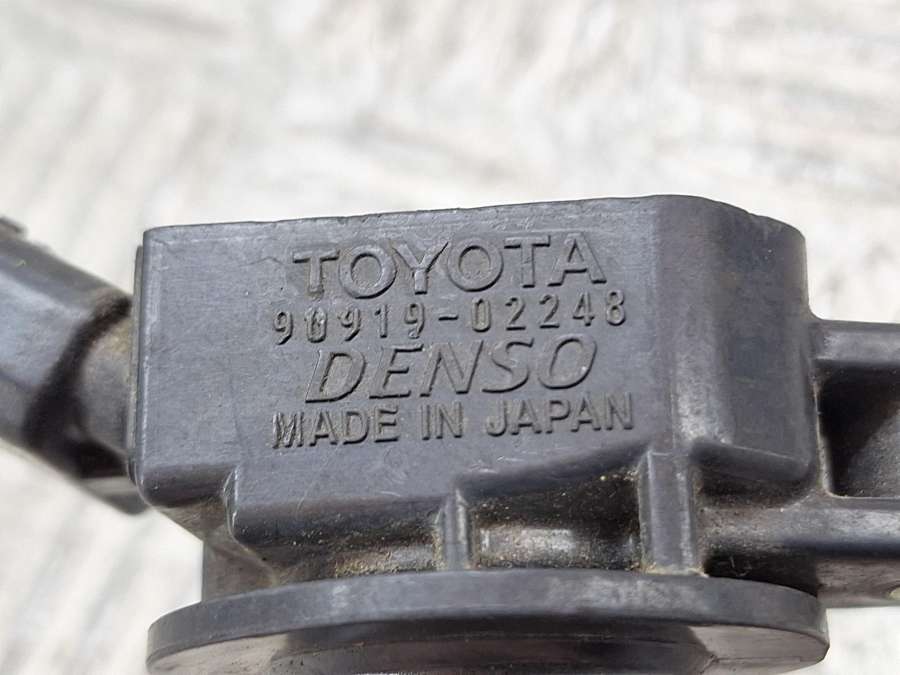 TOYOTA
90919-02248
DENSO
MADE IN JAPAN